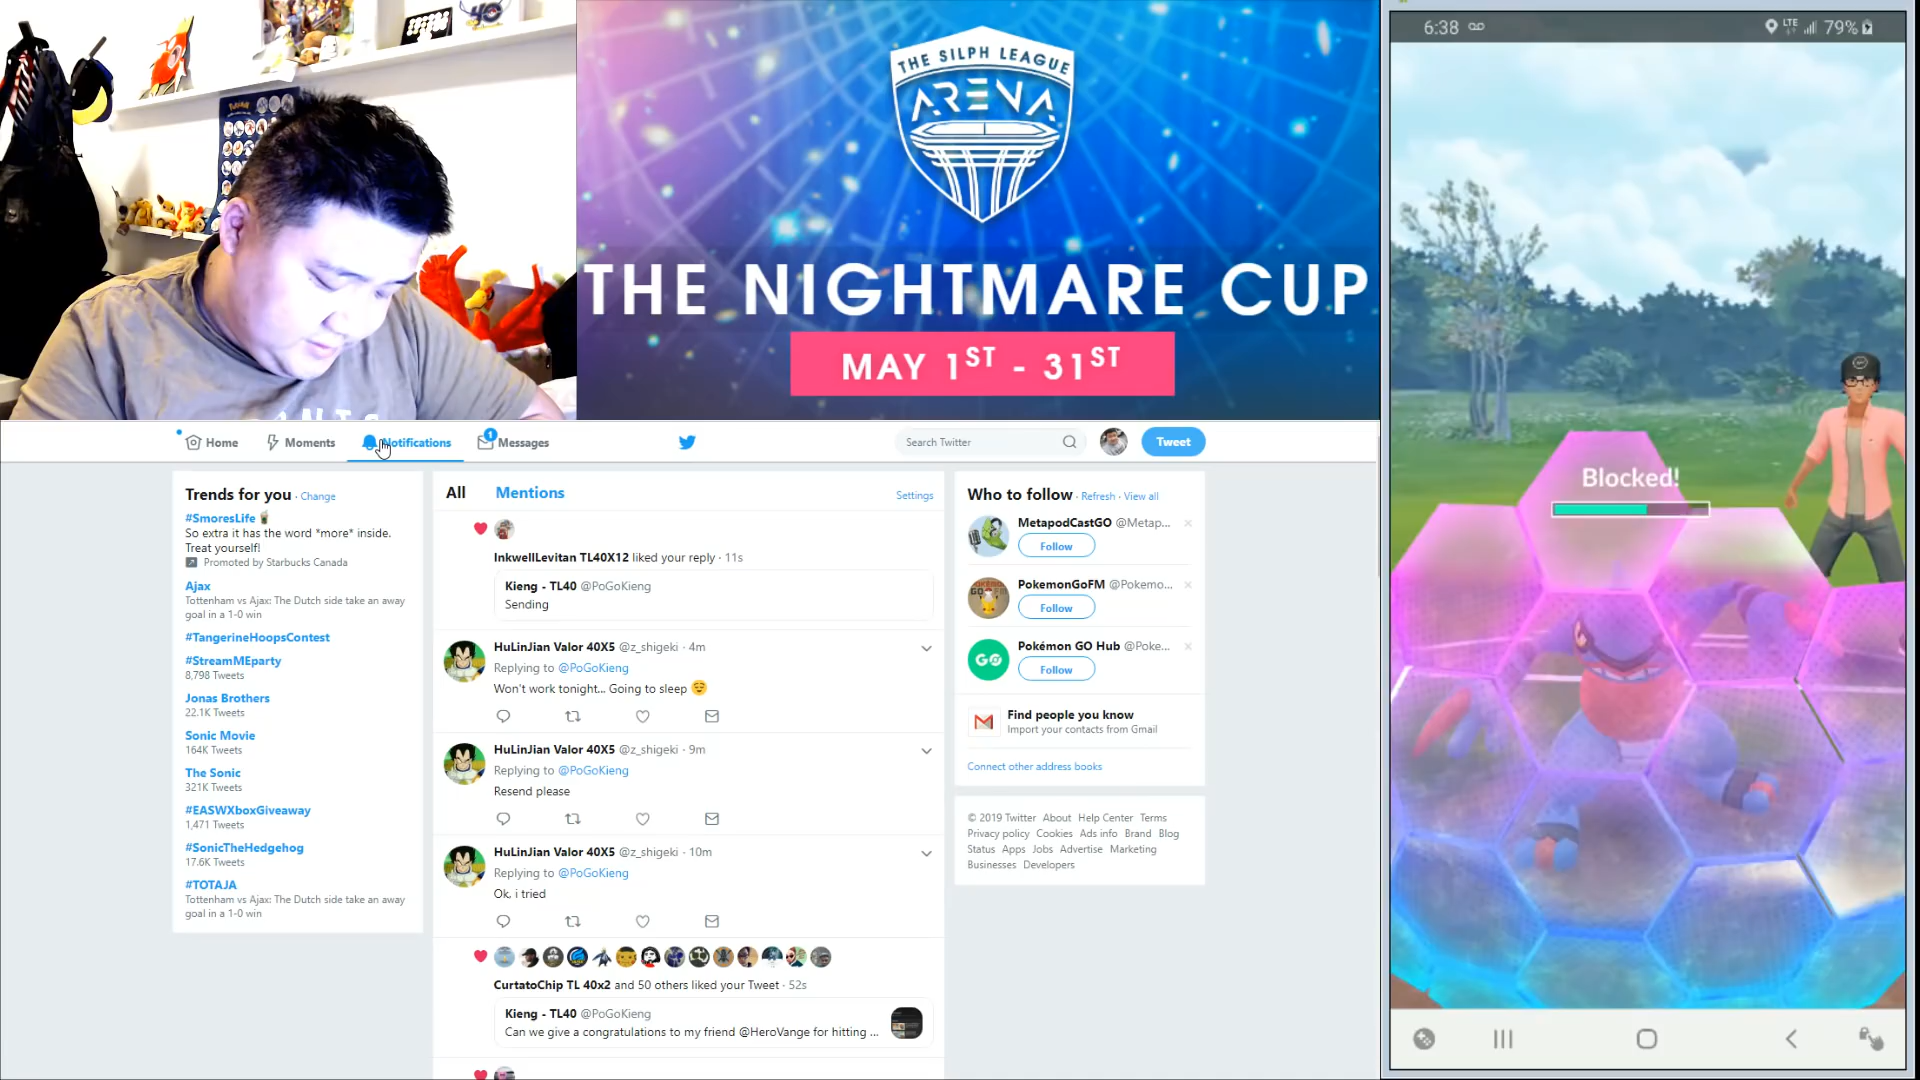 THE SILPH LEAGUE
ARENA
THE NIGHTMARE CUP
MAY 1ST - 31ST
6:38
LTE
79%
Blocked!
Home
Moments
Notifications
1
Messages
Search Twitter
Tweet
Trends for you · Change
#SmoresLife
So extra it has the word *more* inside.
Treat yourself!
Promoted by Starbucks Canada
Ajax
Tottenham vs Ajax: The Dutch side take an away
goal in a 1-0 win
#TangerineHoopsContest
#StreamMEparty
8,798 Tweets
Jonas Brothers
22.1K Tweets
Sonic Movie
164K Tweets
The Sonic
321K Tweets
#EASWXboxGiveaway
1,471 Tweets
#SonicTheHedgehog
17.6K Tweets
#TOTAJA
Tottenham vs Ajax: The Dutch side take an away
goal in a 1-0 win
All
Mentions
Settings
InkwellLevitan TL40X12 liked your reply · 11s
Kieng - TL40 @PoGoKieng
Sending
HuLinJian Valor 40X5 @z_shigeki · 4m
Replying to @PoGoKieng
Won't work tonight... Going to sleep 😌
HuLinJian Valor 40X5 @z_shigeki · 9m
Replying to @PoGoKieng
Resend please
HuLinJian Valor 40X5 @z_shigeki · 10m
Replying to @PoGoKieng
Ok, i tried
CurtatoChip TL 40x2 and 50 others liked your Tweet · 52s
Kieng - TL40 @PoGoKieng
Can we give a congratulations to my friend @HeroVange for hitting ...
Who to follow · Refresh · View all
MetapodCastGO @Metap...
Follow
PokemonGoFM @Pokemo...
Follow
Pokémon GO Hub @Poke...
Follow
Find people you know
Import your contacts from Gmail
Connect other address books
© 2019 Twitter About Help Center Terms
Privacy policy Cookies Ads info Brand Blog
Status Apps Jobs Advertise Marketing
Businesses Developers